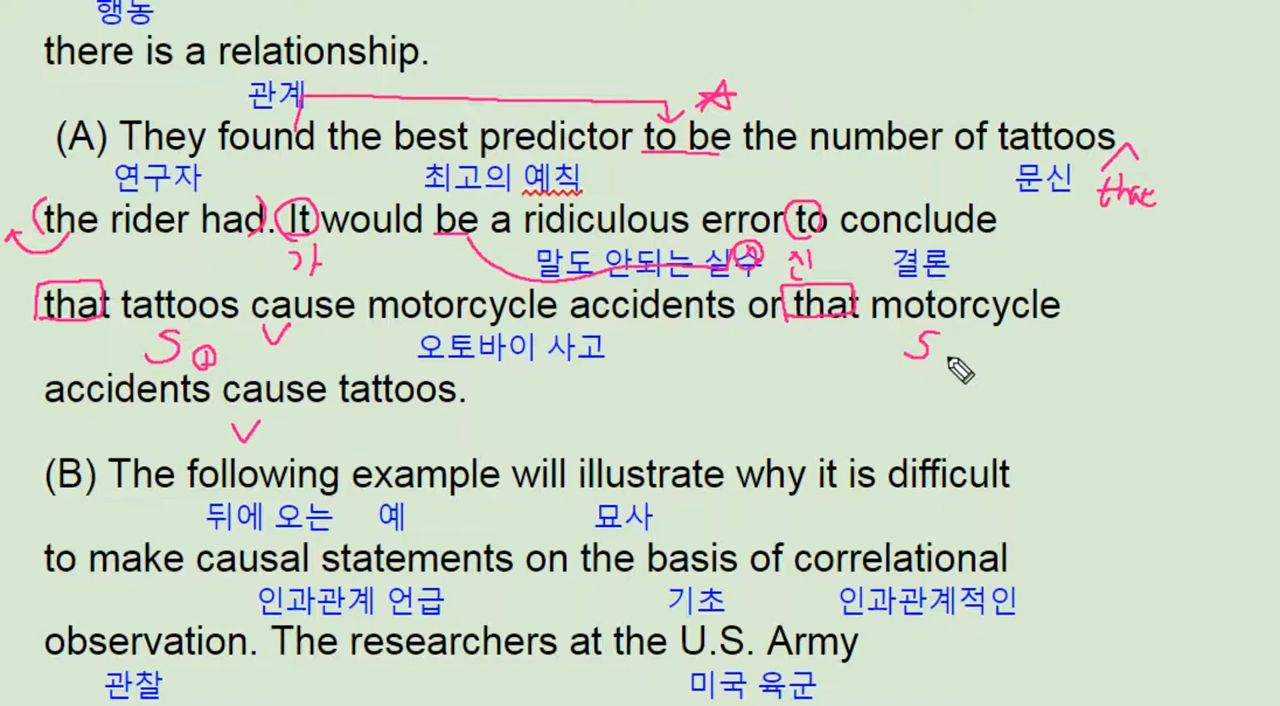 행동
there is a relationship.
관계
(A) They found the best predictor to be the number of tattoos
연구자 최고의 예칙 문신
that
(the rider had). It would be a ridiculous error to conclude
가 말도 안되는 실수 진 결론
that tattoos cause motorcycle accidents or that motorcycle
S ① V 오토바이 사고 S
accidents cause tattoos.
V
(B) The following example will illustrate why it is difficult
뒤에 오는 예 묘사
to make causal statements on the basis of correlational
인과관계 언급 기초 인과관계적인
observation. The researchers at the U.S. Army
관찰 미국 육군